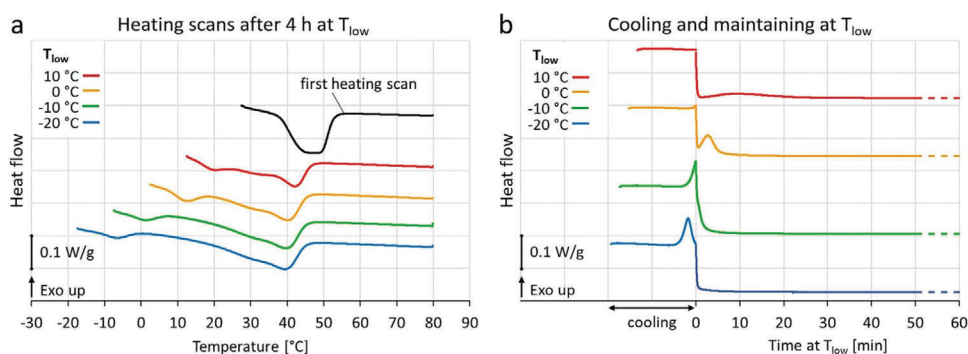 a
Heating scans after 4 h at Tlow
Tlow
10 °C
0 °C
-10 °C
-20 °C
first heating scan
Heat flow
0.1 W/g
Exo up
-30 -20 -10 0 10 20 30 40 50 60 70 80 90
Temperature [°C]
b
Cooling and maintaining at Tlow
Tlow
10 °C
0 °C
-10 °C
-20 °C
Heat flow
0.1 W/g
Exo up
cooling
0 10 20 30 40 50 60
Time at Tlow [min]